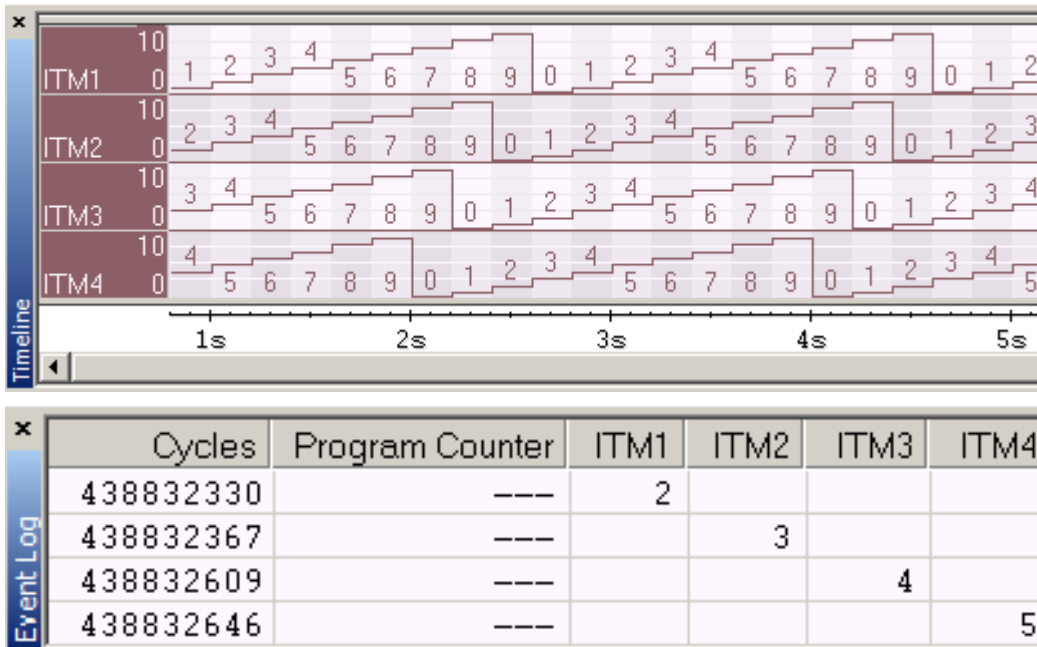 10
ITM1 0 1 2 3 4 5 6 7 8 9 0 1 2 3 4 5 6 7 8 9 0 1 2
10
ITM2 0 2 3 4 5 6 7 8 9 0 1 2 3 4 5 6 7 8 9 0 1 2 3
10
ITM3 0 3 4 5 6 7 8 9 0 1 2 3 4 5 6 7 8 9 0 1 2 3 4
10
ITM4 0 4 5 6 7 8 9 0 1 2 3 4 5 6 7 8 9 0 1 2 3 4 5
1s 2s 3s 4s 5s
Timeline
Cycles Program Counter ITM1 ITM2 ITM3 ITM4
438832330 --- 2
438832367 --- 3
438832609 --- 4
438832646 --- 5
Event Log